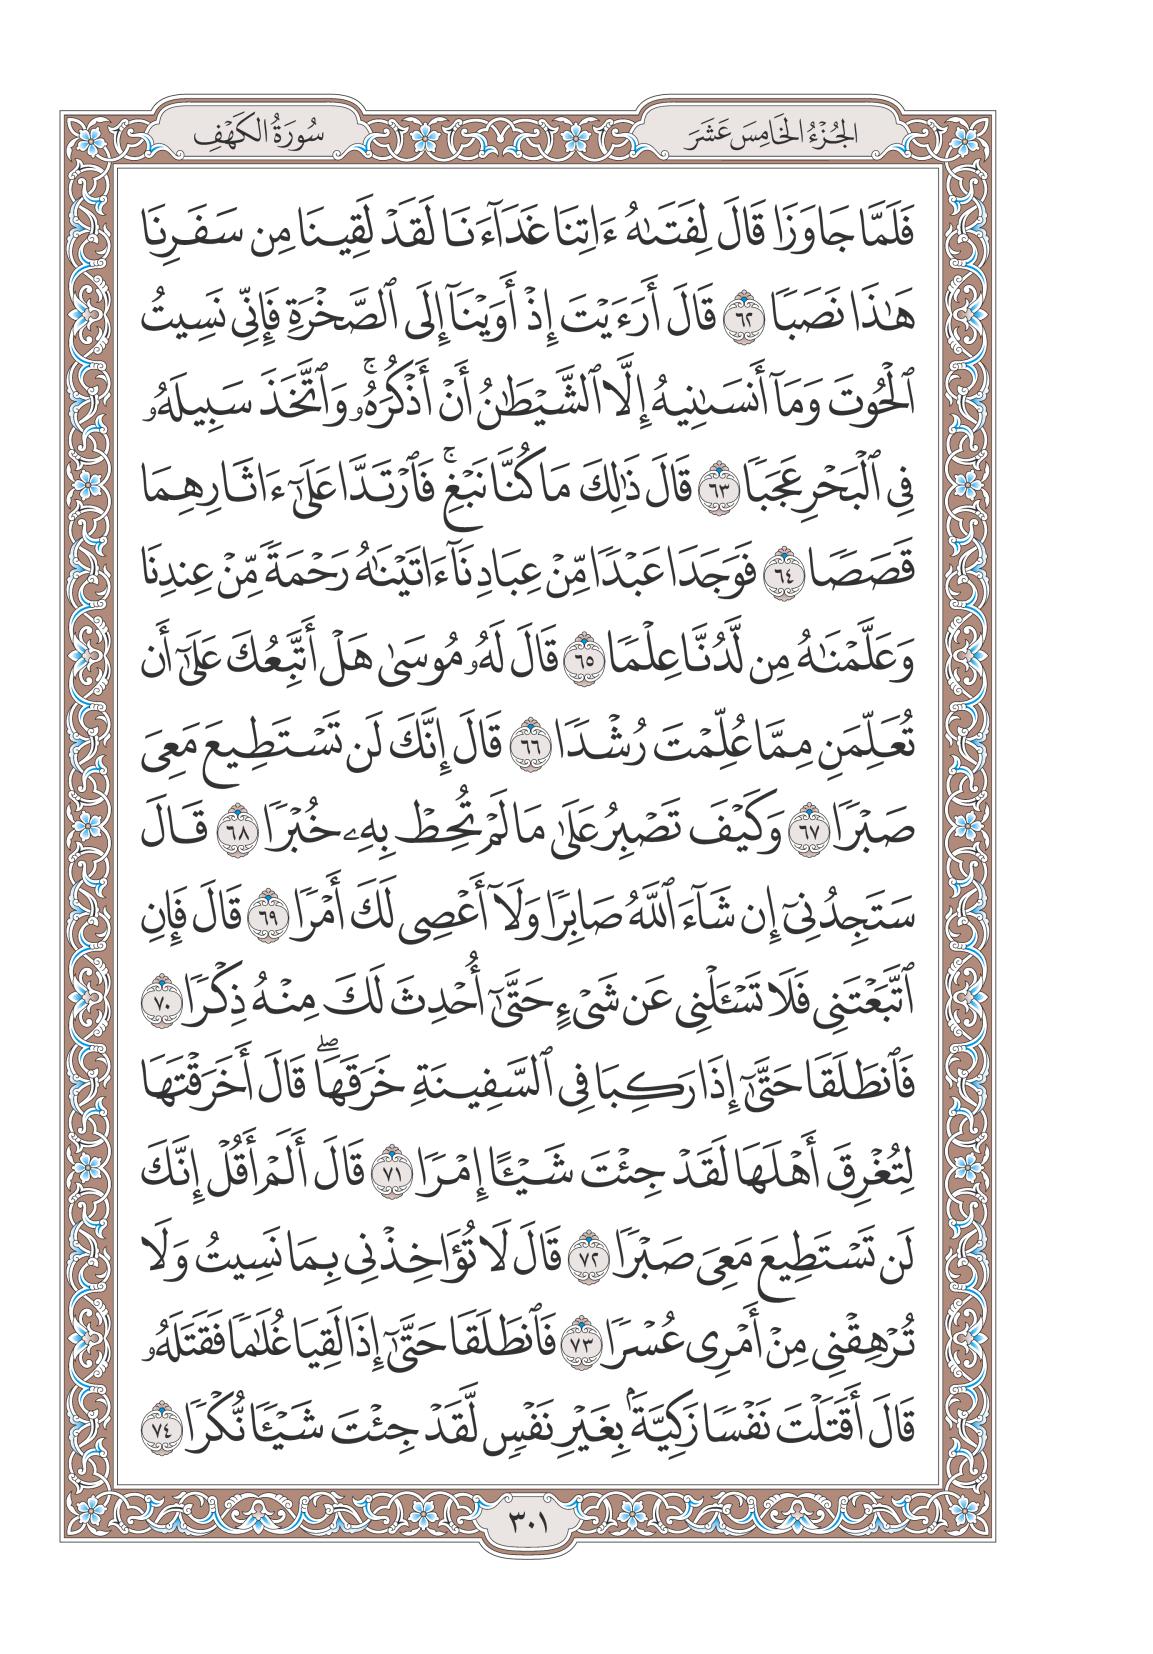 الجُزْءُ الخَامِسَ عَشَرَ
سُورَةُ الكَهْفِ
فَلَمَّا جَاوَزَا قَالَ لِفَتَىٰهُ ءَاتِنَا غَدَآءَنَا لَقَدْ لَقِينَا مِن سَفَرِنَا
هَٰذَا نَصَبٗا ٦٢ قَالَ أَرَءَيْتَ إِذْ أَوَيْنَآ إِلَى ٱلصَّخْرَةِ فَإِنِّي نَسِيتُ
ٱلْحُوتَ وَمَآ أَنسَىٰنِيهُ إِلَّا ٱلشَّيْطَٰنُ أَنْ أَذْكُرَهُۥۚ وَٱتَّخَذَ سَبِيلَهُۥ
فِي ٱلْبَحْرِ عَجَبٗا ٦٣ قَالَ ذَٰلِكَ مَا كُنَّا نَبْغِۚ فَٱرْتَدَّا عَلَىٰٓ ءَاثَارِهِمَا
قَصَصٗا ٦٤ فَوَجَدَا عَبْدٗا مِّنْ عِبَادِنَآ ءَاتَيْنَٰهُ رَحْمَةٗ مِّنْ عِندِنَا
وَعَلَّمْنَٰهُ مِن لَّدُنَّا عِلْمٗا ٦٥ قَالَ لَهُۥ مُوسَىٰ هَلْ أَتَّبِعُكَ عَلَىٰٓ أَن
تُعَلِّمَنِ مِمَّا عُلِّمْتَ رُشْدٗا ٦٦ قَالَ إِنَّكَ لَن تَسْتَطِيعَ مَعِيَ
صَبْرٗا ٦٧ وَكَيْفَ تَصْبِرُ عَلَىٰ مَا لَمْ تُحِطْ بِهِۦ خُبْرٗا ٦٨ قَالَ
سَتَجِدُنِيٓ إِن شَآءَ ٱللَّهُ صَابِرٗا وَلَآ أَعْصِي لَكَ أَمْرٗا ٦٩ قَالَ فَإِنِ
ٱتَّبَعْتَنِي فَلَا تَسْـَٔلْنِي عَن شَيْءٍ حَتَّىٰٓ أُحْدِثَ لَكَ مِنْهُ ذِكْرٗا ٧٠
فَٱنطَلَقَا حَتَّىٰٓ إِذَا رَكِبَا فِي ٱلسَّفِينَةِ خَرَقَهَاۖ قَالَ أَخَرَقْتَهَا
لِتُغْرِقَ أَهْلَهَا لَقَدْ جِئْتَ شَيْـًٔا إِمْرٗا ٧١ قَالَ أَلَمْ أَقُلْ إِنَّكَ
لَن تَسْتَطِيعَ مَعِيَ صَبْرٗا ٧٢ قَالَ لَا تُؤَاخِذْنِي بِمَا نَسِيتُ وَلَا
تُرْهِقْنِي مِنْ أَمْرِي عُسْرٗا ٧٣ فَٱنطَلَقَا حَتَّىٰٓ إِذَا لَقِيَا غُلَٰمٗا فَقَتَلَهُۥ
قَالَ أَقَتَلْتَ نَفْسٗا زَكِيَّةَۢ بِغَيْرِ نَفْسٖ لَّقَدْ جِئْتَ شَيْـٔٗا نُّكْرٗا ٧٤
٣٠١